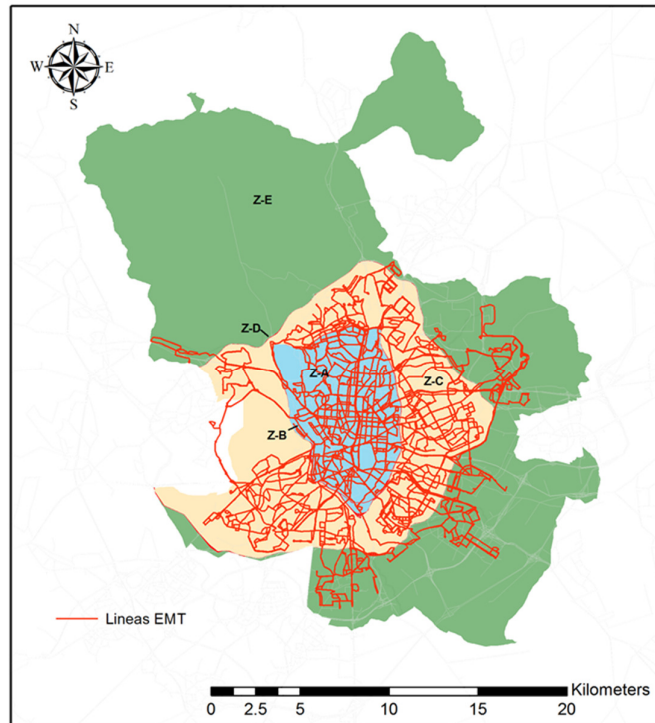 N
W E
S
Z-E
Z-D
Z-A
Z-C
Z-B
Lineas EMT
Kilometers
0 2.5 5 10 15 20